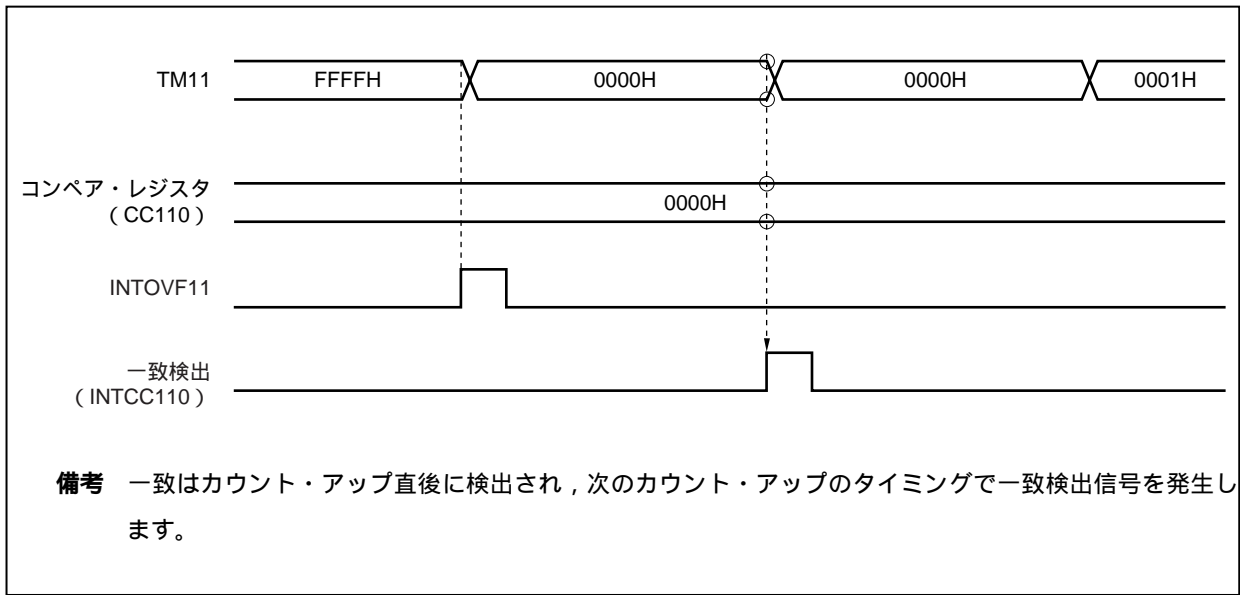 TM11 FFFFH 0000H 0000H 0001H
コンペア・レジスタ
(CC110) 0000H
INTOVF11
一致検出
(INTCC110)
備考 一致はカウント・アップ直後に検出され,次のカウント・アップのタイミングで一致検出信号を発生し
ます。